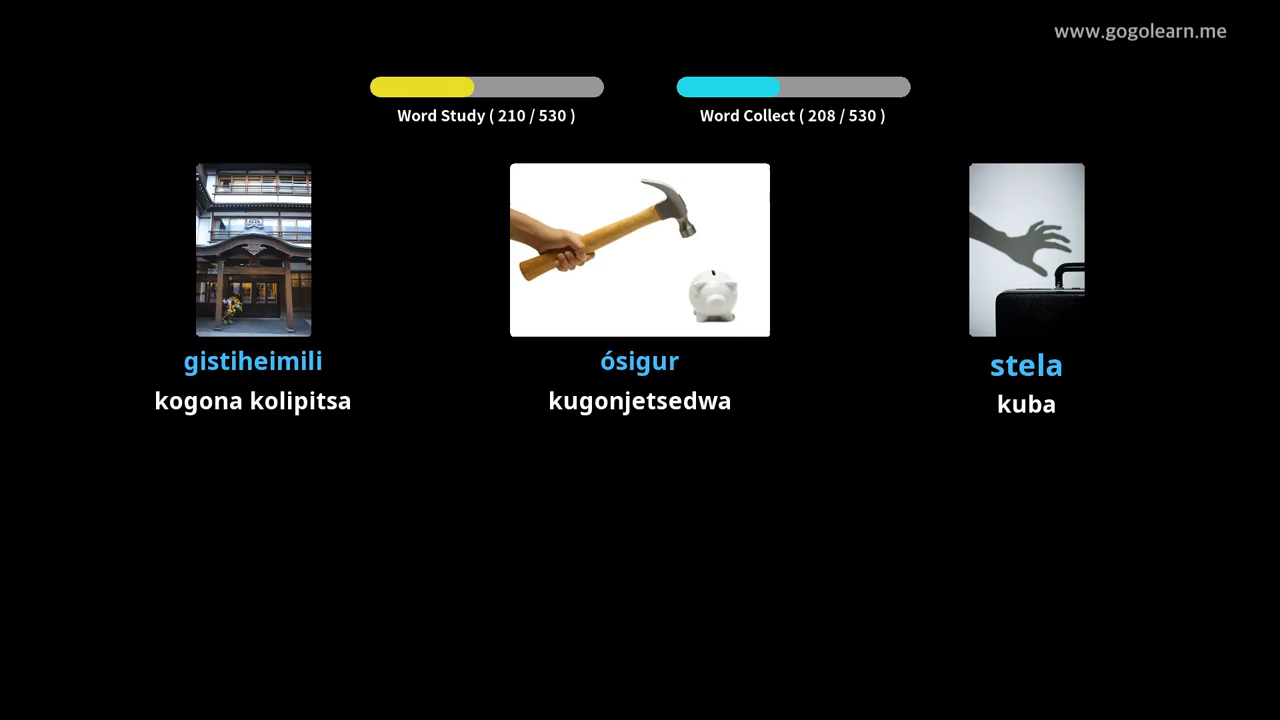 www.gogolearn.me
Word Study ( 210 / 530 )
Word Collect ( 208 / 530 )
gistiheimili
ósigur
stela
kogona kolipitsa
kugonjetsedwa
kuba